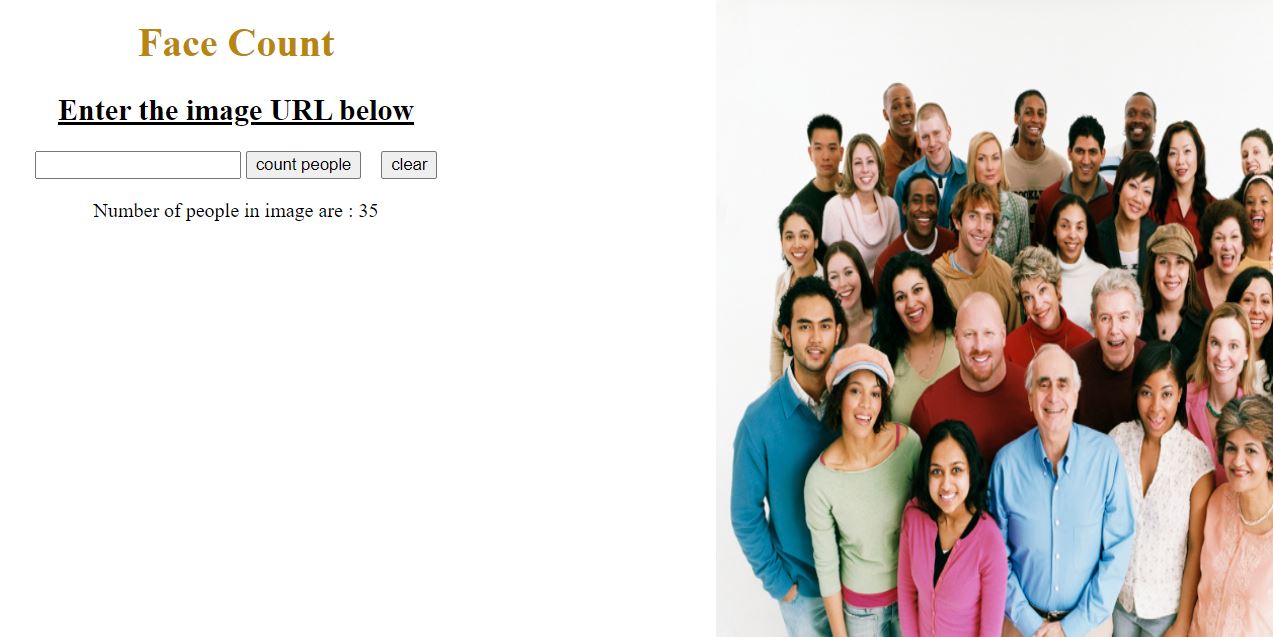 Face Count
Enter the image URL below
count people clear
Number of people in image are : 35